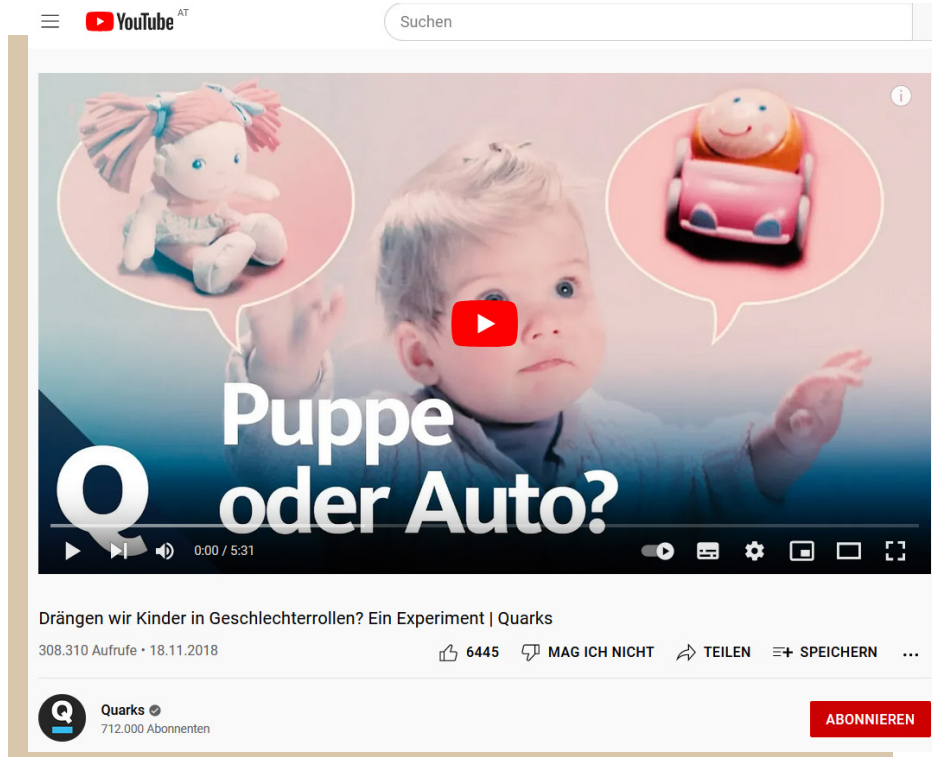 YouTube AT
Suchen
Puppe
oder Auto?
Q
0:00 / 5:31
Drängen wir Kinder in Geschlechterrollen? Ein Experiment | Quarks
308.310 Aufrufe • 18.11.2018
6445 MAG ICH NICHT TEILEN SPEICHERN
Q
Quarks
712.000 Abonnenten
ABONNIEREN